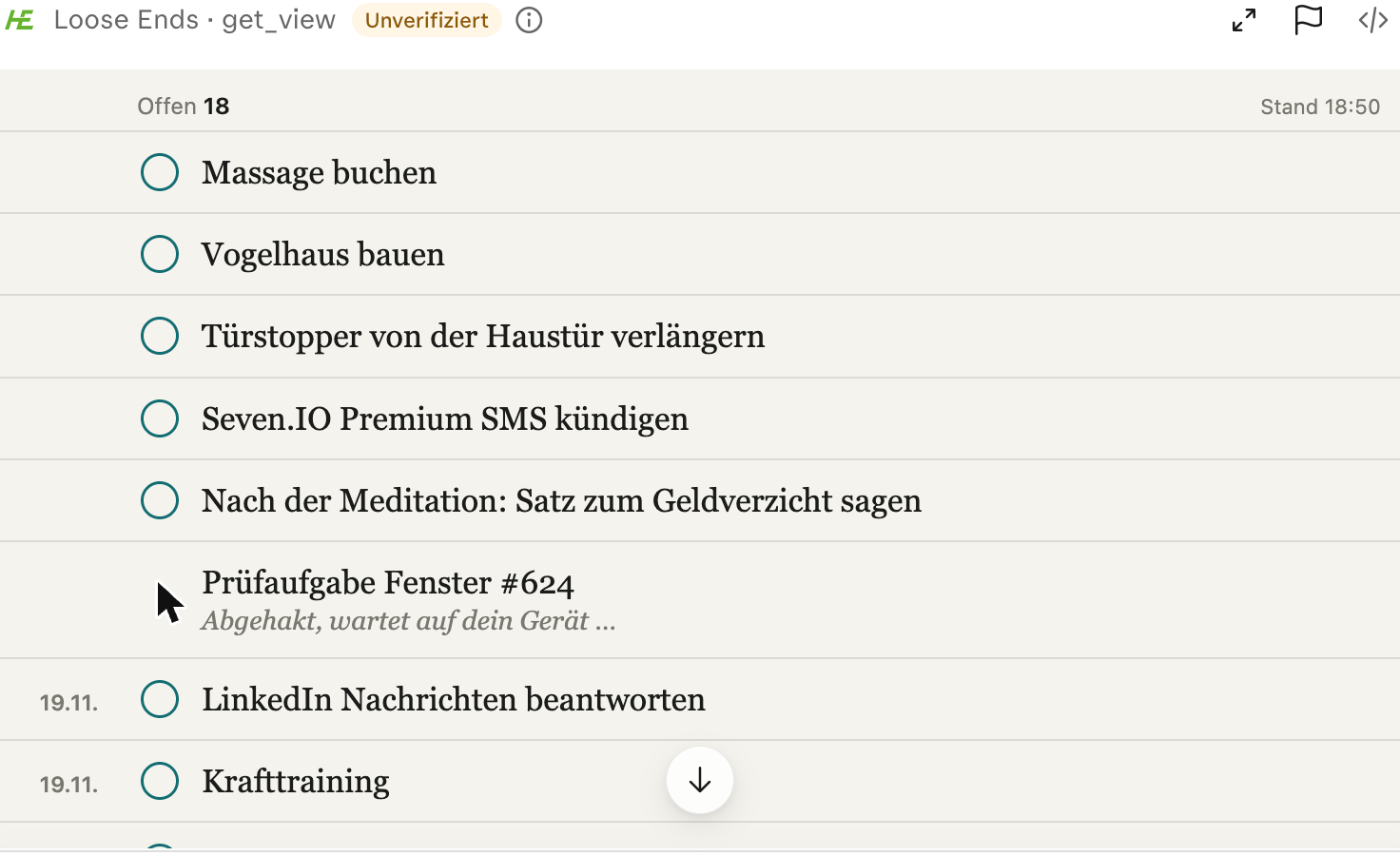 HE Loose Ends · get_view Unverifiziert
Offen 18 Stand 18:50
Massage buchen
Vogelhaus bauen
Türstopper von der Haustür verlängern
Seven.IO Premium SMS kündigen
Nach der Meditation: Satz zum Geldverzicht sagen
Prüfaufgabe Fenster #624
Abgehakt, wartet auf dein Gerät ...
19.11. LinkedIn Nachrichten beantworten
19.11. Krafttraining